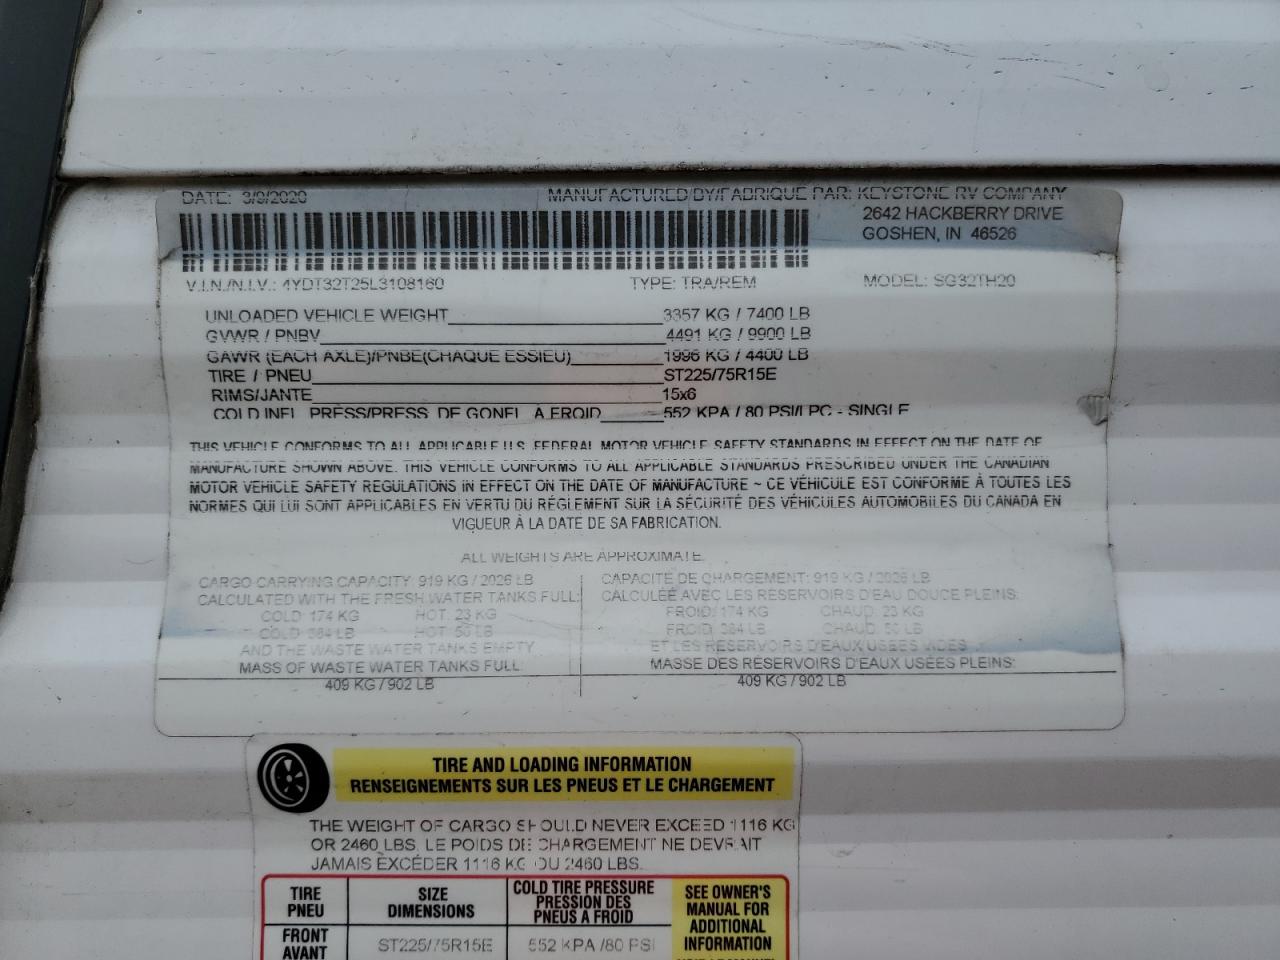 DATE: 3/9/2020 MANUFACTURED BY/FABRIQUE PAR: KEYSTONE RV COMPANY
2642 HACKBERRY DRIVE
GOSHEN, IN 46526
V.I.N./N.I.V.: 4YDT32T25L3108160 TYPE: TRA/REM MODEL: SG32TH20
UNLOADED VEHICLE WEIGHT 3357 KG / 7400 LB
GVWR / PNBV 4491 KG / 9900 LB
GAWR (EACH AXLE)/PNBE(CHAQUE ESSIEU) 1996 KG / 4400 LB
TIRE / PNEU ST225/75R15E
RIMS/JANTE 15x6
COLD INFL. PRESS/PRESS. DE GONFL. A FROID 552 KPA / 80 PSI/LPC - SINGLE
THIS VEHICLE CONFORMS TO ALL APPLICABLE U.S. FEDERAL MOTOR VEHICLE SAFETY STANDARDS IN EFFECT ON THE DATE OF
MANUFACTURE SHOWN ABOVE. THIS VEHICLE CONFORMS TO ALL APPLICABLE STANDARDS PRESCRIBED UNDER THE CANADIAN
MOTOR VEHICLE SAFETY REGULATIONS IN EFFECT ON THE DATE OF MANUFACTURE ~ CE VÉHICULE EST CONFORME À TOUTES LES
NORMES QUI LUI SONT APPLICABLES EN VERTU DU RÉGLEMENT SUR LA SÉCURITÉ DES VÉHICULES AUTOMOBILES DU CANADA EN
VIGUEUR À LA DATE DE SA FABRICATION.
ALL WEIGHTS ARE APPROXIMATE.
CARGO CARRYING CAPACITY: 919 KG / 2026 LB
CALCULATED WITH THE FRESH WATER TANKS FULL:
COLD: 174 KG HOT: 23 KG
COLD: 384 LB HOT: 50 LB
AND THE WASTE WATER TANKS EMPTY
MASS OF WASTE WATER TANKS FULL:
409 KG / 902 LB
CAPACITÉ DE CHARGEMENT: 919 KG / 2026 LB
CALCULÉE AVEC LES RÉSERVOIRS D'EAU DOUCE PLEINS:
FROID: 174 KG CHAUD: 23 KG
FROID: 384 LB CHAUD: 50 LB
ET LES RÉSERVOIRS D'EAUX USÉES VIDES
MASSE DES RÉSERVOIRS D'EAUX USÉES PLEINS:
409 KG / 902 LB
TIRE AND LOADING INFORMATION
RENSEIGNEMENTS SUR LES PNEUS ET LE CHARGEMENT
THE WEIGHT OF CARGO SHOULD NEVER EXCEED 1116 KG
OR 2460 LBS. LE POIDS DE CHARGEMENT NE DEVRAIT
JAMAIS EXCÉDER 1116 KG OU 2460 LBS.
TIRE
PNEU
SIZE
DIMENSIONS
COLD TIRE PRESSURE
PRESSION DES
PNEUS A FROID
SEE OWNER'S
MANUAL FOR
ADDITIONAL
INFORMATION
FRONT
AVANT
ST225/75R15E
552 KPA /80 PSI